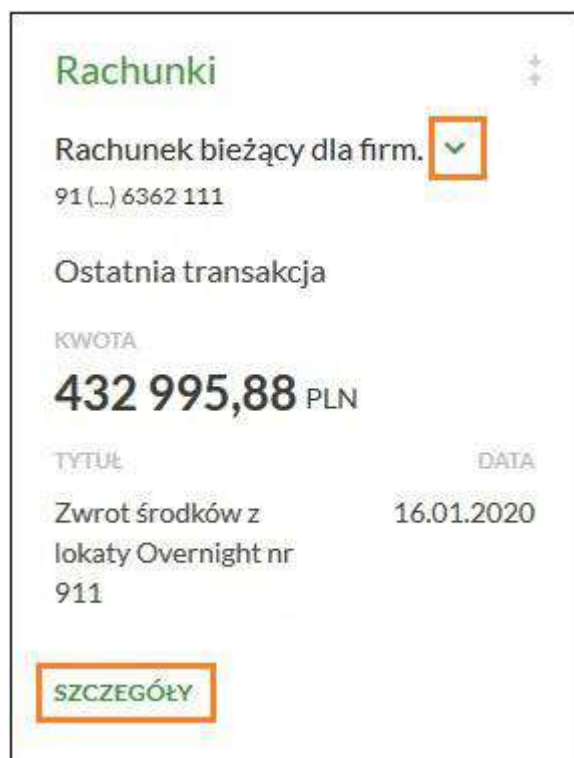 Rachunki
Rachunek bieżący dla firm.
91 (...) 6362 111
Ostatnia transakcja
KWOTA
432 995,88 PLN
TYTUŁ DATA
Zwrot środków z 16.01.2020
lokaty Overnight nr
911
SZCZEGÓŁY